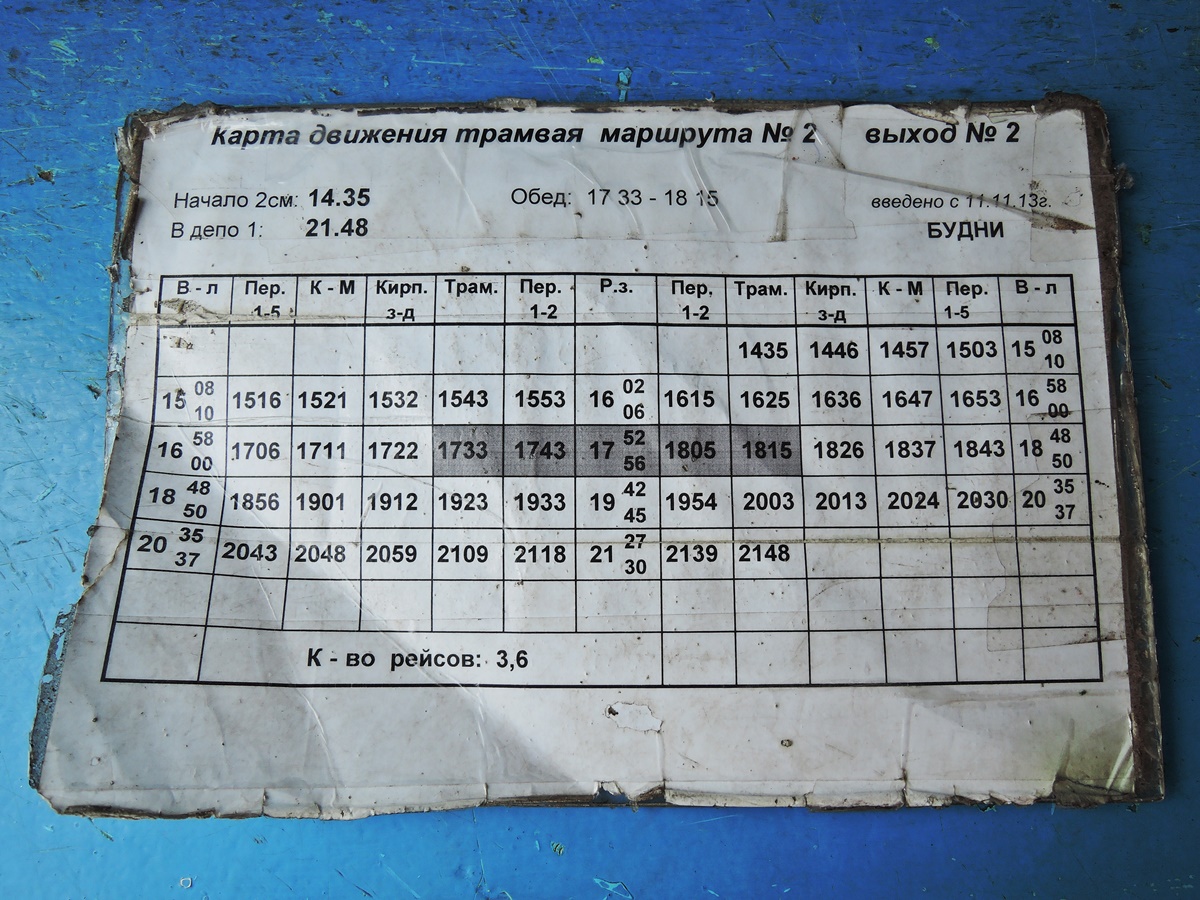 Карта движения трамвая маршрута № 2 выход № 2
Начало 2см: 14.35 Обед: 17 33 - 18 15 введено с 11.11.13г.
В депо 1: 21.48 БУДНИ
В - л Пер. 1-5 К - М Кирп. з-д Трам. Пер. 1-2 Р.з. Пер. 1-2 Трам. Кирп. з-д К - М Пер. 1-5 В - л
1435 1446 1457 1503 15 08 10
15 08 10 1516 1521 1532 1543 1553 16 02 06 1615 1625 1636 1647 1653 16 58 00
16 58 00 1706 1711 1722 1733 1743 17 52 56 1805 1815 1826 1837 1843 18 48 50
18 48 50 1856 1901 1912 1923 1933 19 42 45 1954 2003 2013 2024 2030 20 35 37
20 35 37 2043 2048 2059 2109 2118 21 27 30 2139 2148
К - во рейсов: 3,6